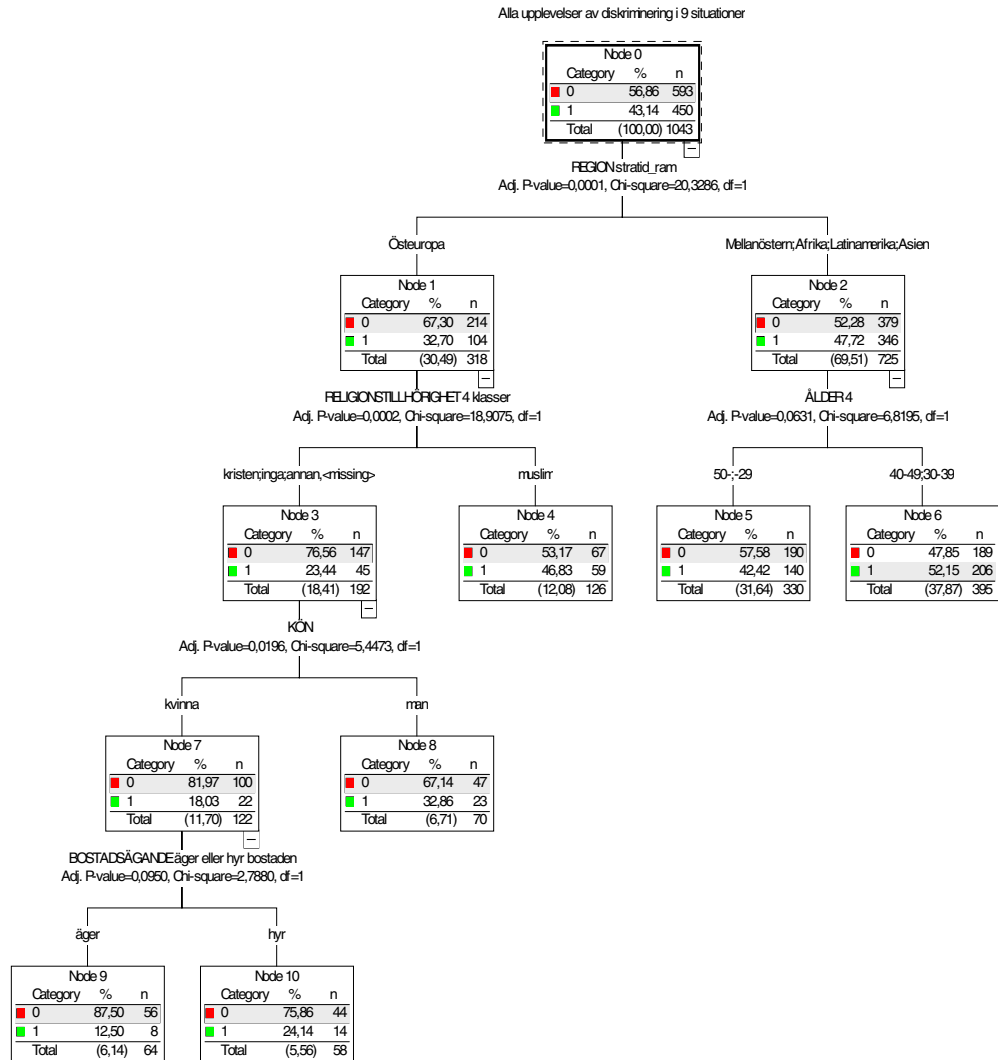 Alla upplevelser av diskriminering i 9 situationer
Node 0
Category % n
0 56,86 593
1 43,14 450
Total (100,00) 1043
REGION stratid_ram
Adj. P-value=0,0001, Chi-square=20,3286, df=1
Östeuropa
Mellanöstern;Afrika;Latinamerika;Asien
Node 1
Category % n
0 67,30 214
1 32,70 104
Total (30,49) 318
Node 2
Category % n
0 52,28 379
1 47,72 346
Total (69,51) 725
RELIGIONSTILLHÖRIGHET 4 klasser
Adj. P-value=0,0002, Chi-square=18,9075, df=1
ÅLDER 4
Adj. P-value=0,0631, Chi-square=6,8195, df=1
kristen;inga;annan,<missing>
muslim
50-;-29
40-49;30-39
Node 3
Category % n
0 76,56 147
1 23,44 45
Total (18,41) 192
Node 4
Category % n
0 53,17 67
1 46,83 59
Total (12,08) 126
Node 5
Category % n
0 57,58 190
1 42,42 140
Total (31,64) 330
Node 6
Category % n
0 47,85 189
1 52,15 206
Total (37,87) 395
KÖN
Adj. P-value=0,0196, Chi-square=5,4473, df=1
kvinna
man
Node 7
Category % n
0 81,97 100
1 18,03 22
Total (11,70) 122
Node 8
Category % n
0 67,14 47
1 32,86 23
Total (6,71) 70
BOSTADSÄGANDE äger eller hyr bostaden
Adj. P-value=0,0950, Chi-square=2,7880, df=1
äger
hyr
Node 9
Category % n
0 87,50 56
1 12,50 8
Total (6,14) 64
Node 10
Category % n
0 75,86 44
1 24,14 14
Total (5,56) 58